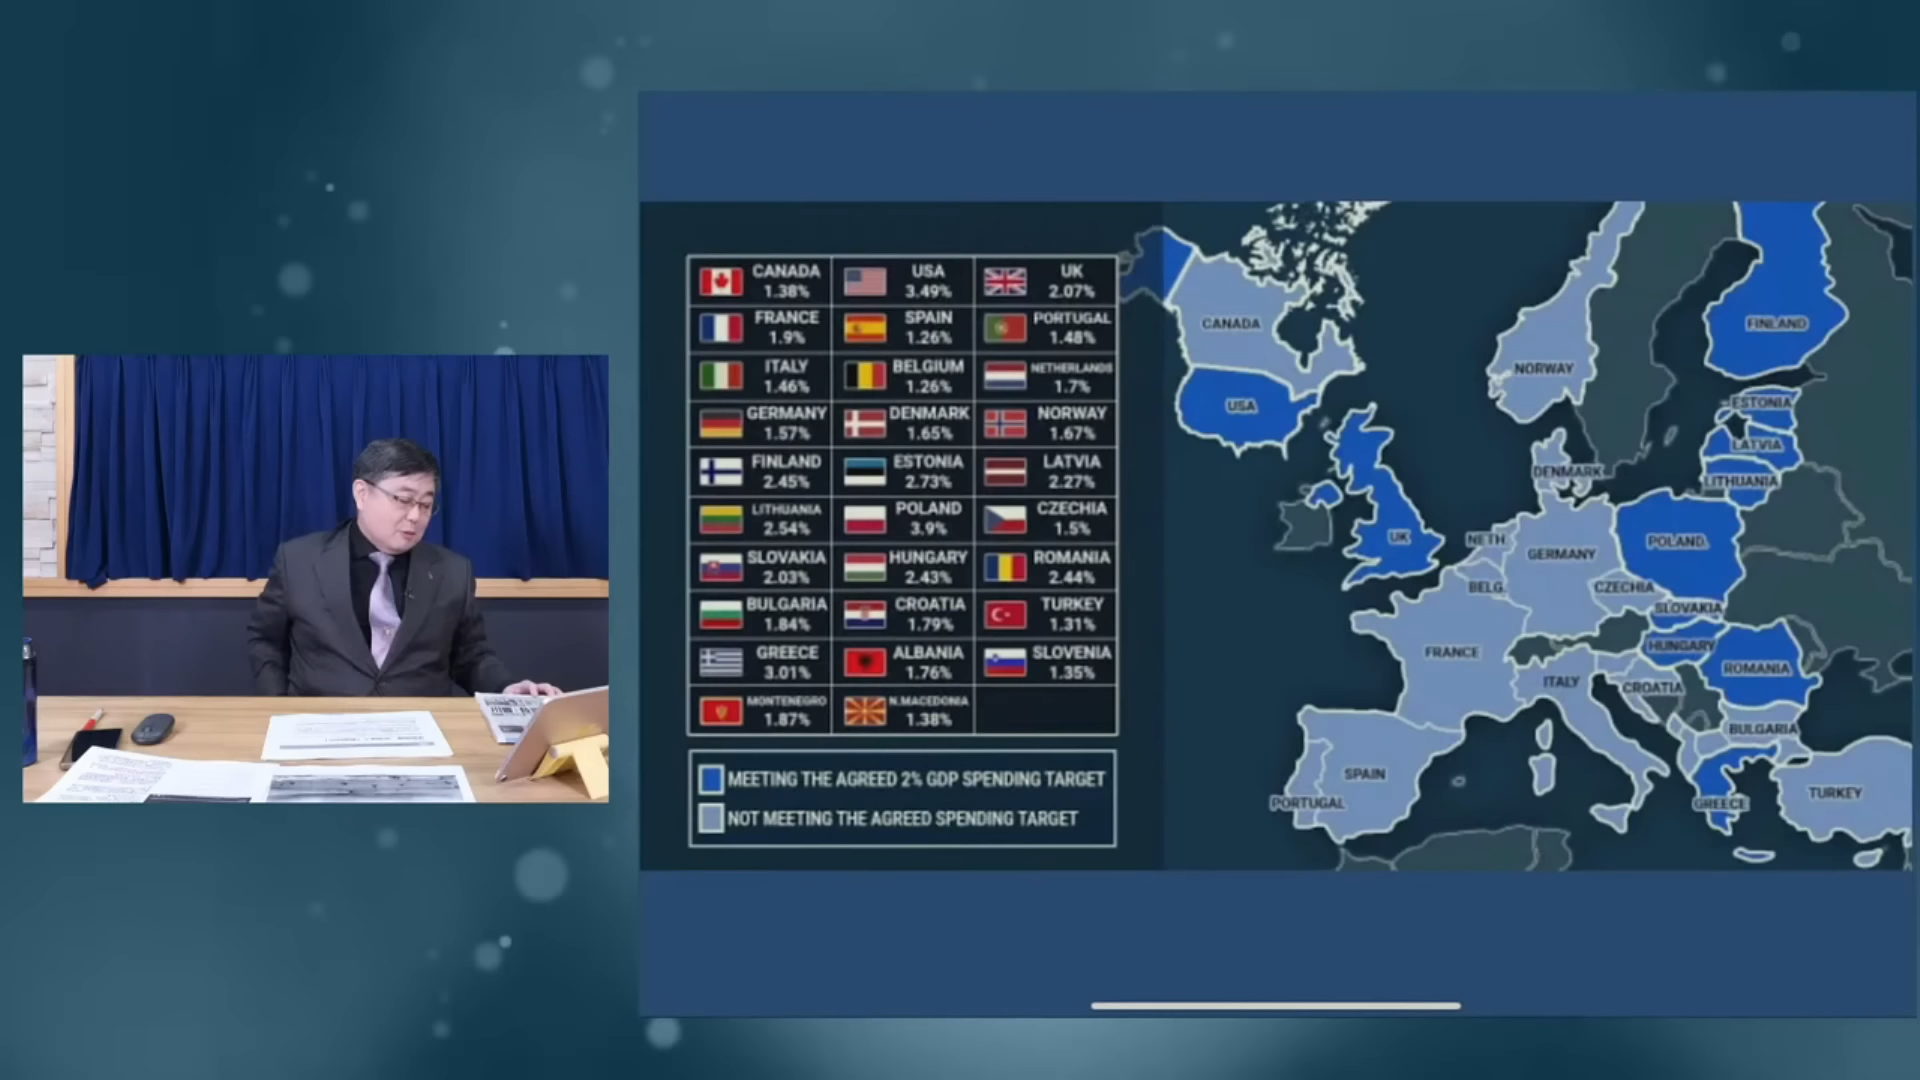 CANADA
1.38%
USA
3.49%
UK
2.07%
FRANCE
1.9%
SPAIN
1.26%
PORTUGAL
1.48%
ITALY
1.46%
BELGIUM
1.26%
NETHERLANDS
1.7%
GERMANY
1.57%
DENMARK
1.65%
NORWAY
1.67%
FINLAND
2.45%
ESTONIA
2.73%
LATVIA
2.27%
LITHUANIA
2.54%
POLAND
3.9%
CZECHIA
1.5%
SLOVAKIA
2.03%
HUNGARY
2.43%
ROMANIA
2.44%
BULGARIA
1.84%
CROATIA
1.79%
TURKEY
1.31%
GREECE
3.01%
ALBANIA
1.76%
SLOVENIA
1.35%
MONTENEGRO
1.87%
N.MACEDONIA
1.38%
MEETING THE AGREED 2% GDP SPENDING TARGET
NOT MEETING THE AGREED SPENDING TARGET
CANADA
USA
NORWAY
FINLAND
ESTONIA
LATVIA
LITHUANIA
DENMARK
UK
NETH.
GERMANY
POLAND
BELG.
CZECHIA
SLOVAKIA
HUNGARY
FRANCE
ROMANIA
ITALY
CROATIA
BULGARIA
SPAIN
PORTUGAL
GREECE
TURKEY